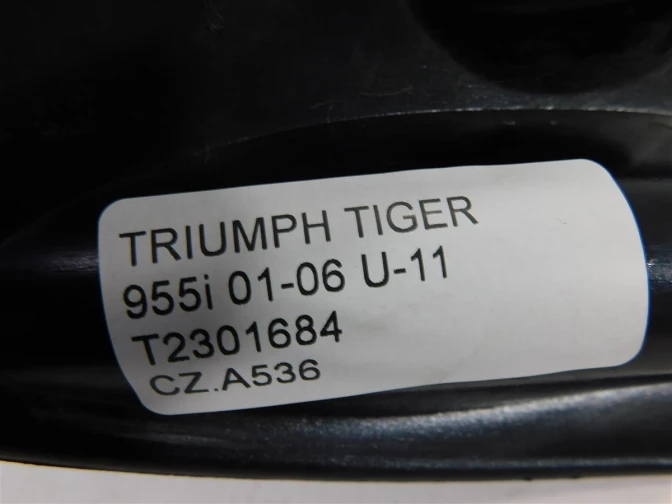 TRIUMPH TIGER
955i 01-06 U-11
T2301684
CZ.A536